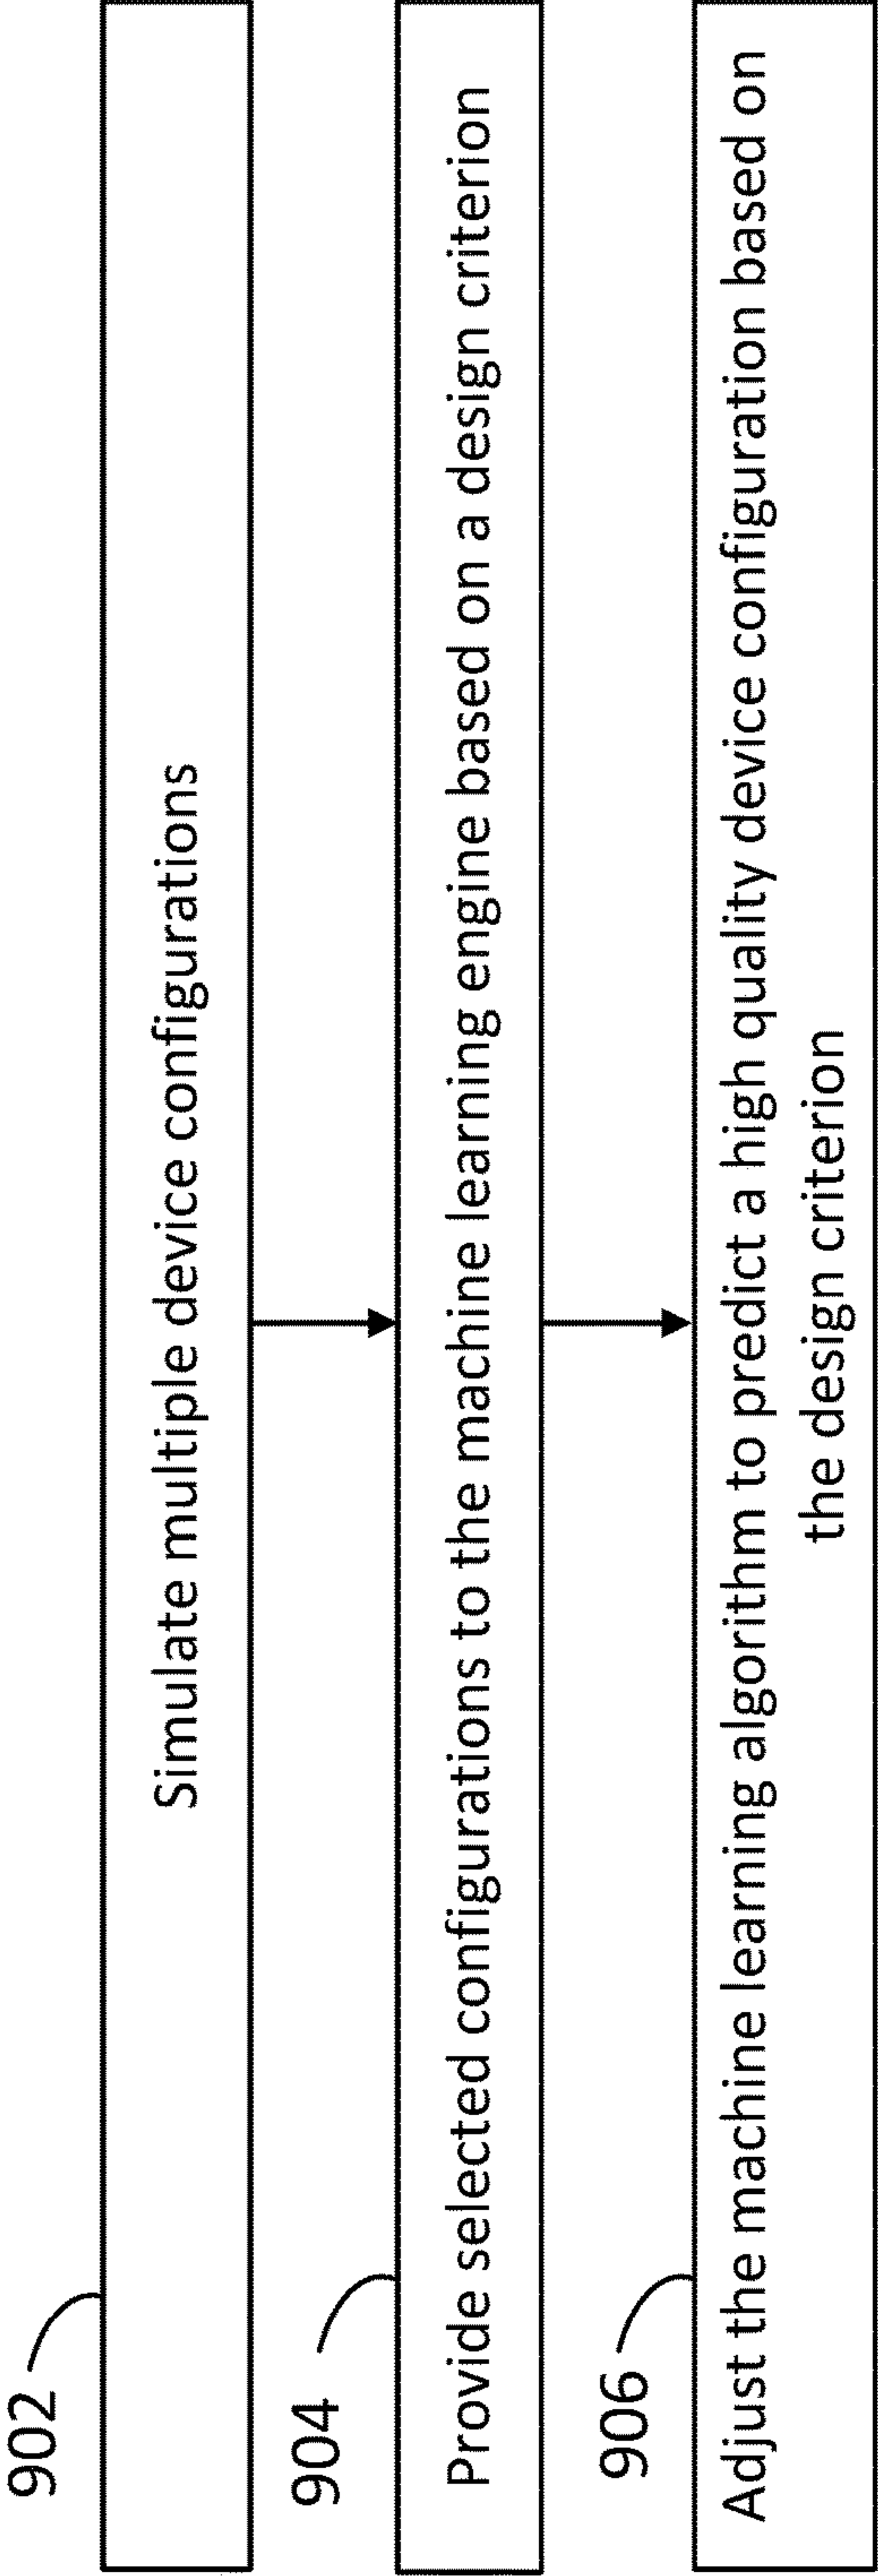 902
Simulate multiple device configurations
904
Provide selected configurations to the machine learning engine based on a design criterion
906
Adjust the machine learning algorithm to predict a high quality device configuration based on
the design criterion